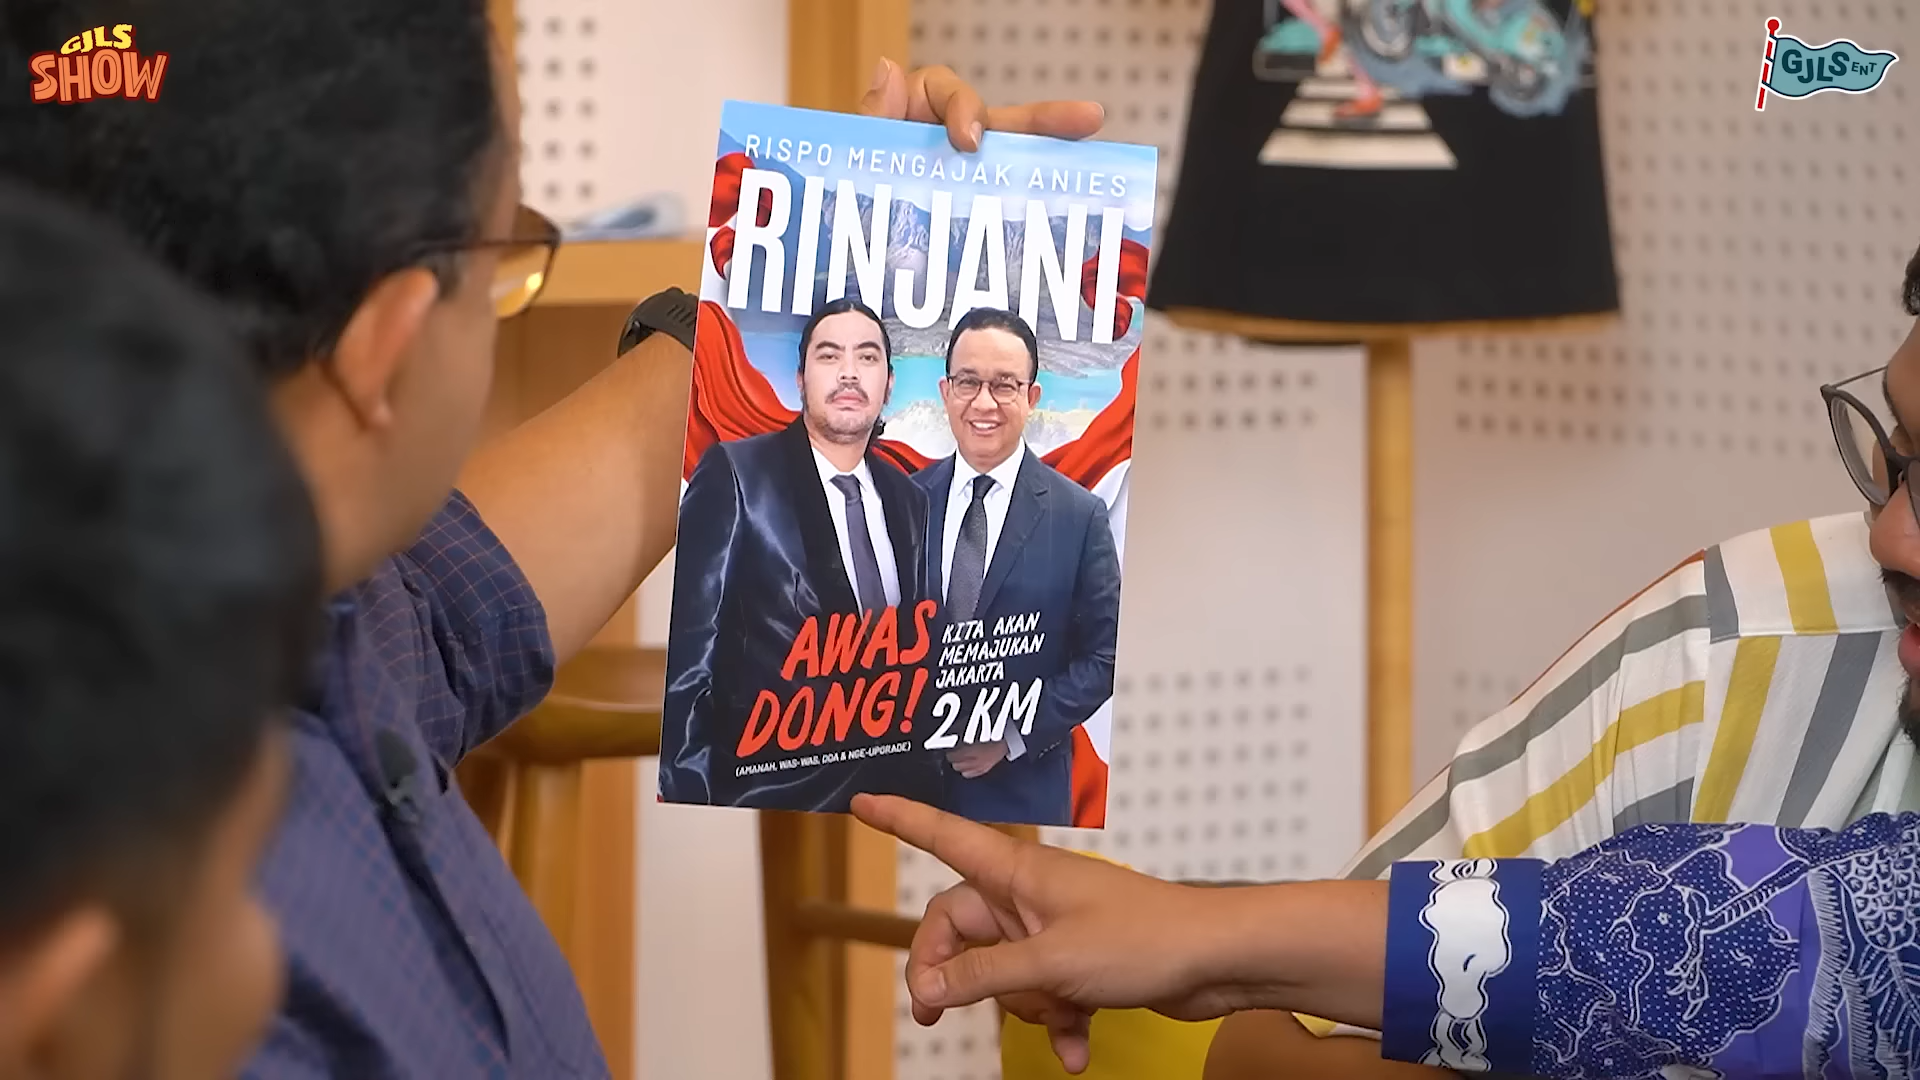 GJLS
SHOW
GJLS ENT
RISPO MENGAJAK ANIES
RINJANI
AWAS
DONG!
(AMANAH, WAS-WAS, DOA & NGE-UPGRADE)
KITA AKAN
MEMAJUKAN
JAKARTA
2 KM